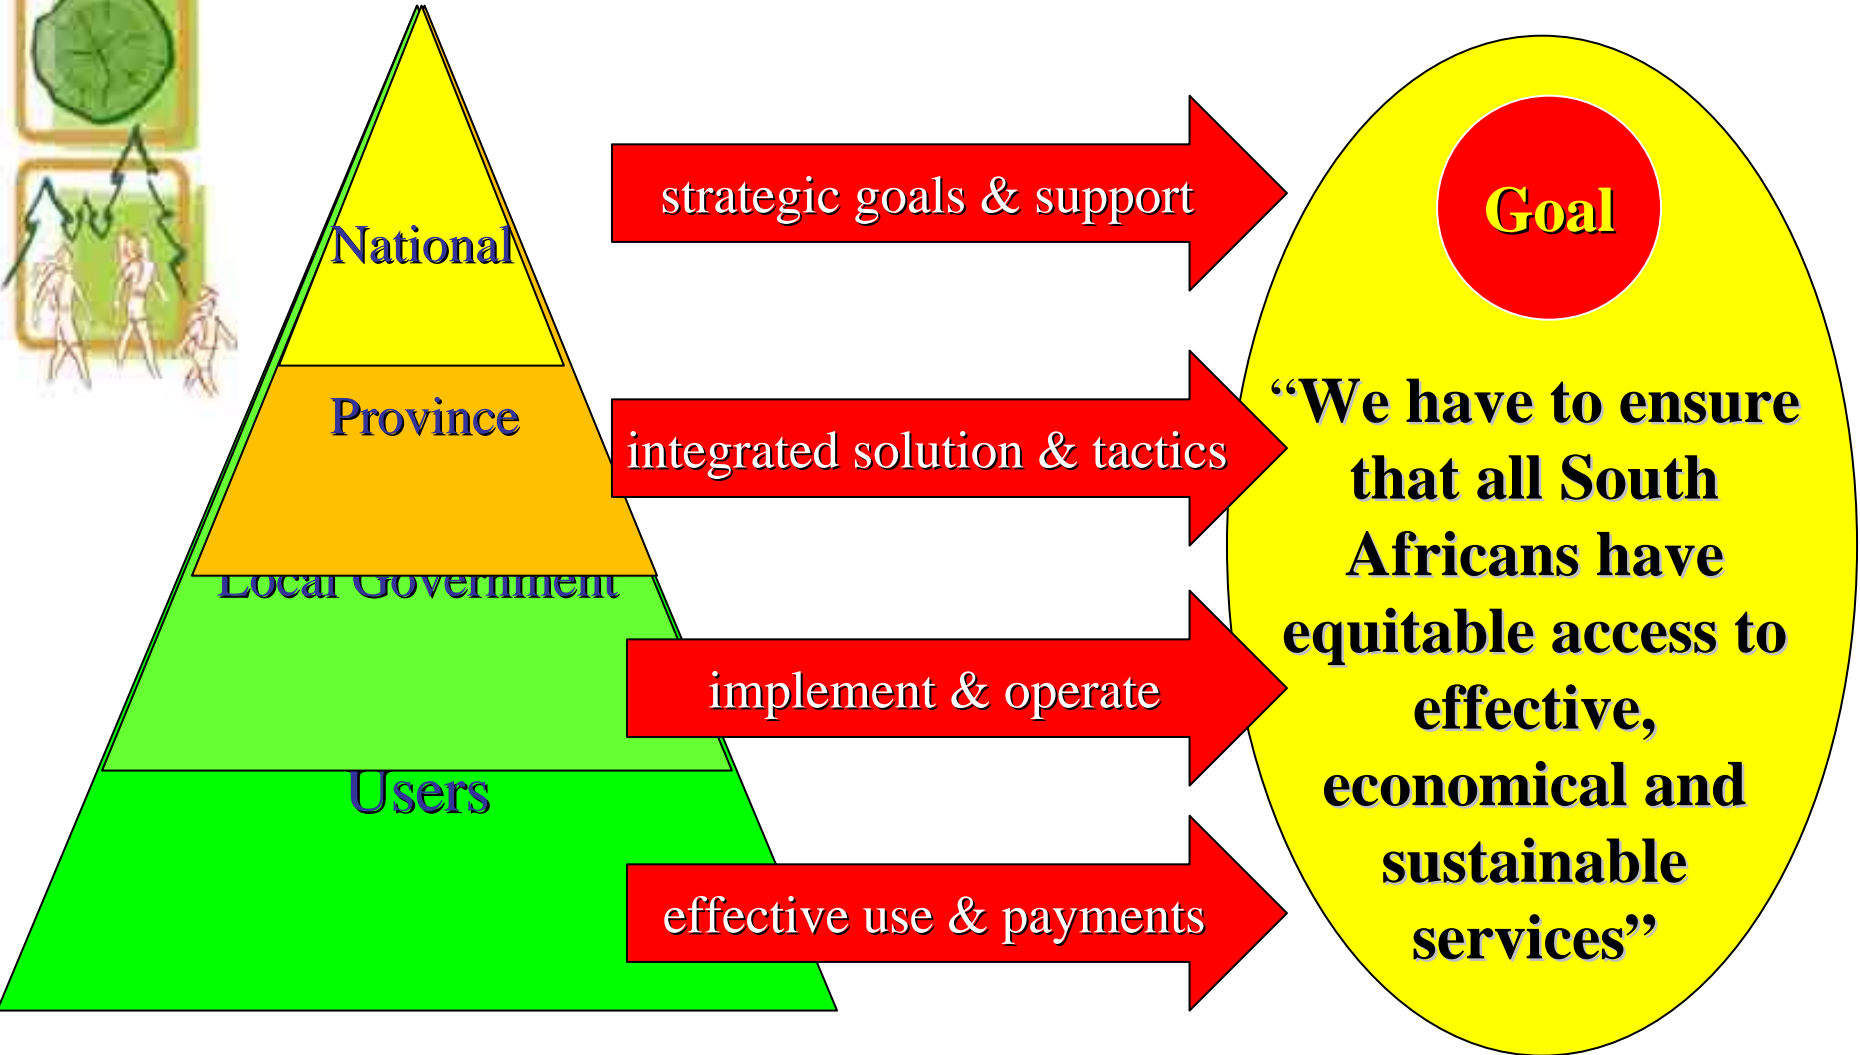 National
strategic goals & support
Goal
Province
integrated solution & tactics
Local Government
implement & operate
Users
effective use & payments
“We have to ensure
that all South
Africans have
equitable access to
effective,
economical and
sustainable
services”